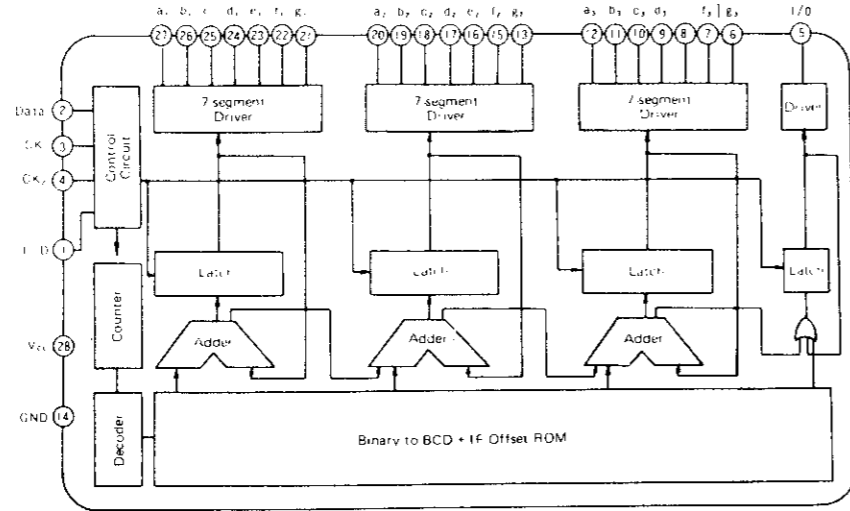 a₁ b₁ c d₁ e₁ f₁ g₁ a₂ b₂ c₂ d₂ e₂ f₂ g₂ a₃ b₃ c₃ d₃ f₃ g₃ I/0
27 26 25 24 23 22 21 20 19 18 17 16 15 13 12 11 10 9 8 7 6 5
7 segment Driver
7 segment Driver
7 segment Driver
Driver
Data 2
CK 3
CK₂ 4
1
Control Circuit
Latch
Latch
Latch
Latch
Counter
Adder
Adder
Adder
28
GND 14
Decoder
Binary to BCD + IF Offset ROM